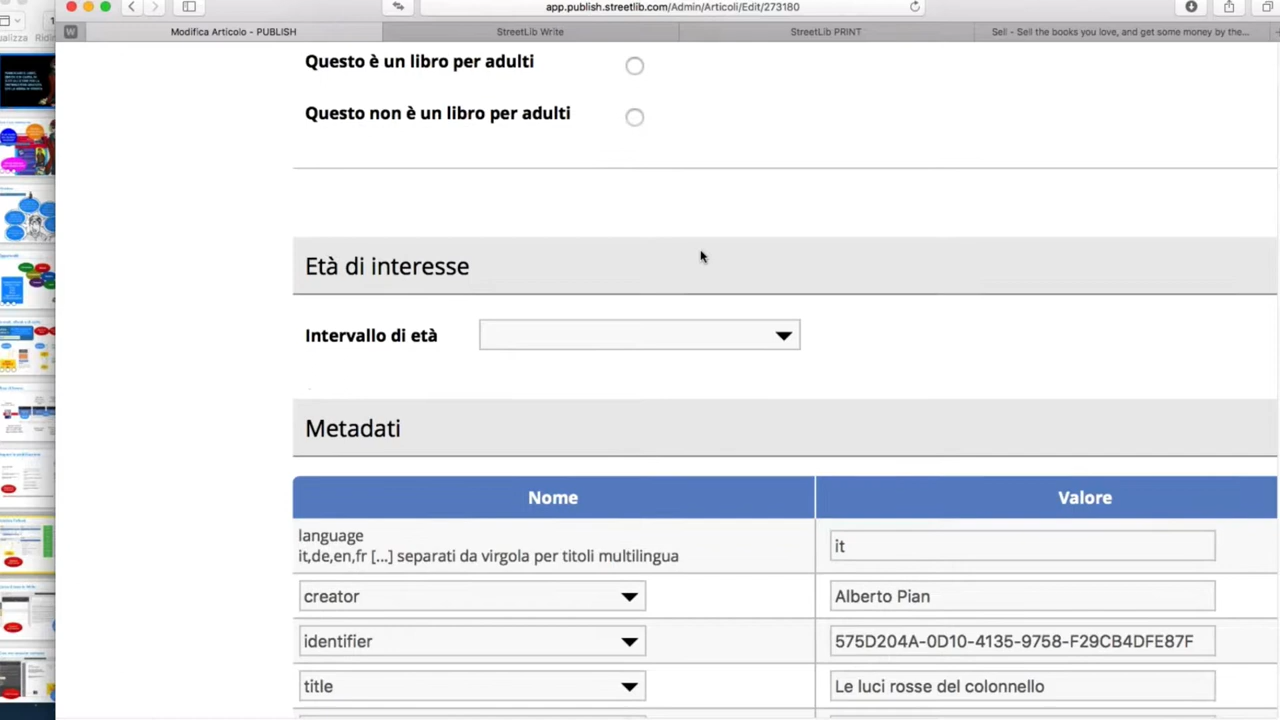 app.publish.streetlib.com/Admin/Articoli/Edit/273180
W
Modifica Articolo - PUBLISH
StreetLib Write
StreetLib PRINT
Sell - Sell the books you love, and get some money by the...
Questo è un libro per adulti
Questo non è un libro per adulti
Età di interesse
Intervallo di età
Metadati
Nome
Valore
language
it,de,en,fr [...] separati da virgola per titoli multilingua
it
creator
Alberto Pian
identifier
575D204A-0D10-4135-9758-F29CB4DFE87F
title
Le luci rosse del colonnello